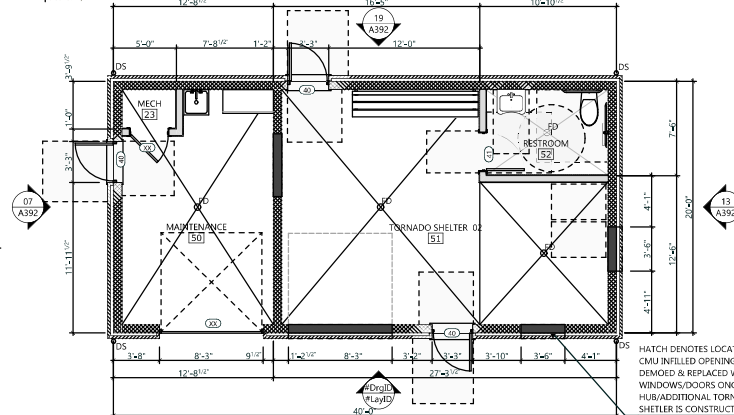 12'-8 1/2"
16'-5"
10'-10 1/2"
19
A392
5'-0"
7'-8 1/2"
1'-2"
3'-3"
12'-0"
DS
DS
3'-9 1/2"
1'-0"
3'-3"
11'-11 1/2"
40
MECH
23
XX
40
FD
RESTROOM
52
41
7'-6"
20'-0"
07
A392
13
A392
FD
MAINTENANCE
50
FD
TORNADO SHELTER 02
51
FD
4'-1"
3'-6"
4'-11"
12'-6"
XX
40
DS
DS
3'-8"
8'-3"
9 1/2"
1'-2 1/2"
8'-3"
3'-2"
3'-3"
3'-10"
3'-6"
4'-1"
12'-8 1/2"
27'-3 1/2"
#DrgID
#LayID
40'-0"
HATCH DENOTES LOCAT
CMU INFILLED OPENING
DEMOED & REPLACED W
WINDOWS/DOORS ONC
HUB/ADDITIONAL TORN
SHETLER IS CONSTRUCT